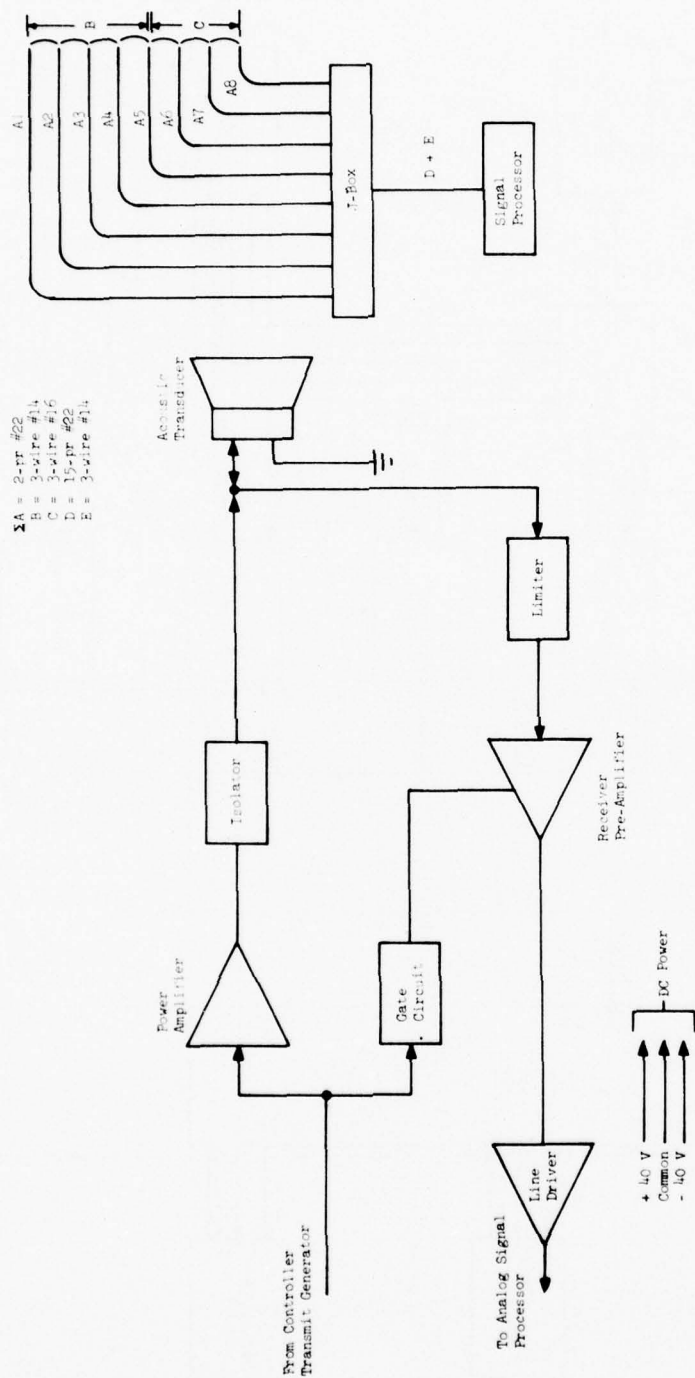 From Controller
Transmit Generator
Power
Amplifier
Isolator
Acoustic
Transducer
Gate
Circuit
Limiter
Receiver
Pre-Amplifier
Line
Driver
To Analog Signal
Processor
+ 40 V
Common
- 40 V
DC Power
ΣA = 2-pr #22
B = 3-wire #14
C = 3-wire #16
D = 15-pr #22
E = 3-wire #14
A1
A2
A3
A4
A5
A6
A7
A8
B
C
J-Box
D + E
Signal
Processor